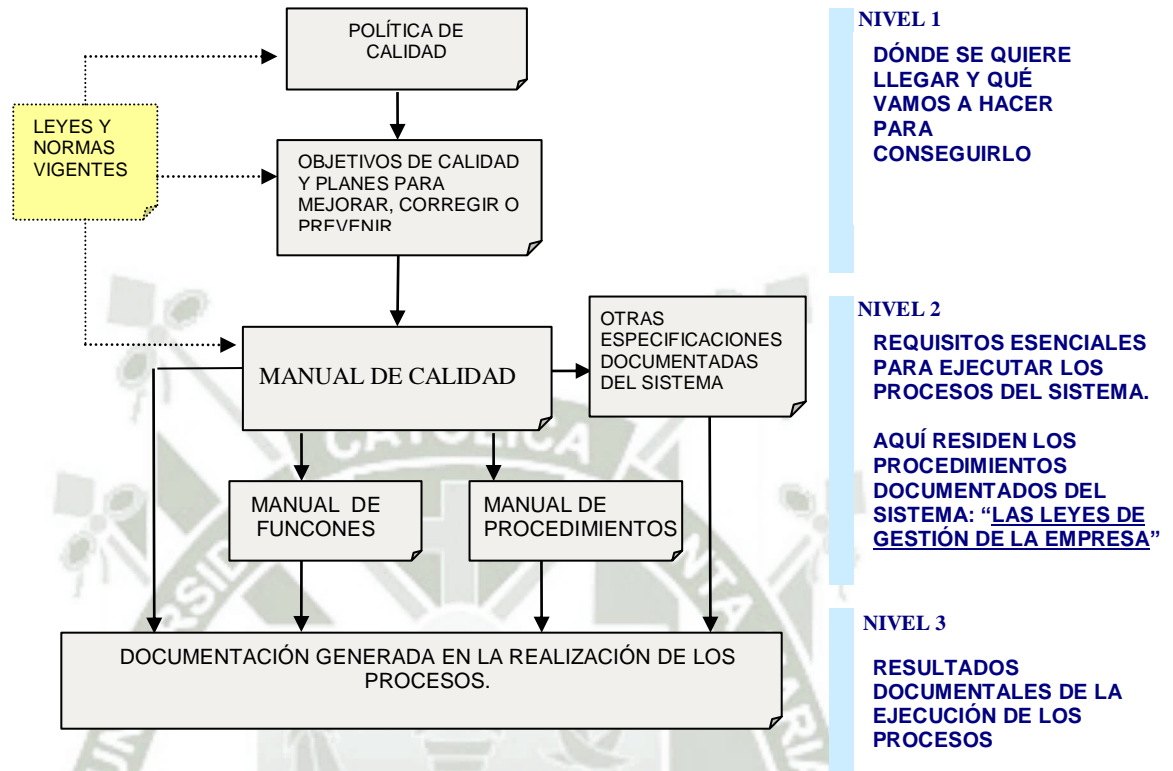 POLÍTICA DE
CALIDAD
LEYES Y
NORMAS
VIGENTES
OBJETIVOS DE CALIDAD
Y PLANES PARA
MEJORAR, CORREGIR O
PREVENIR
NIVEL 1
DÓNDE SE QUIERE
LLEGAR Y QUÉ
VAMOS A HACER
PARA
CONSEGUIRLO
MANUAL DE CALIDAD
OTRAS
ESPECIFICACIONES
DOCUMENTADAS
DEL SISTEMA
MANUAL DE
FUNCONES
MANUAL DE
PROCEDIMIENTOS
NIVEL 2
REQUISITOS ESENCIALES
PARA EJECUTAR LOS
PROCESOS DEL SISTEMA.
AQUÍ RESIDEN LOS
PROCEDIMIENTOS
DOCUMENTADOS DEL
SISTEMA: “LAS LEYES DE
GESTIÓN DE LA EMPRESA”
DOCUMENTACIÓN GENERADA EN LA REALIZACIÓN DE LOS
PROCESOS.
NIVEL 3
RESULTADOS
DOCUMENTALES DE LA
EJECUCIÓN DE LOS
PROCESOS
CATOLICA